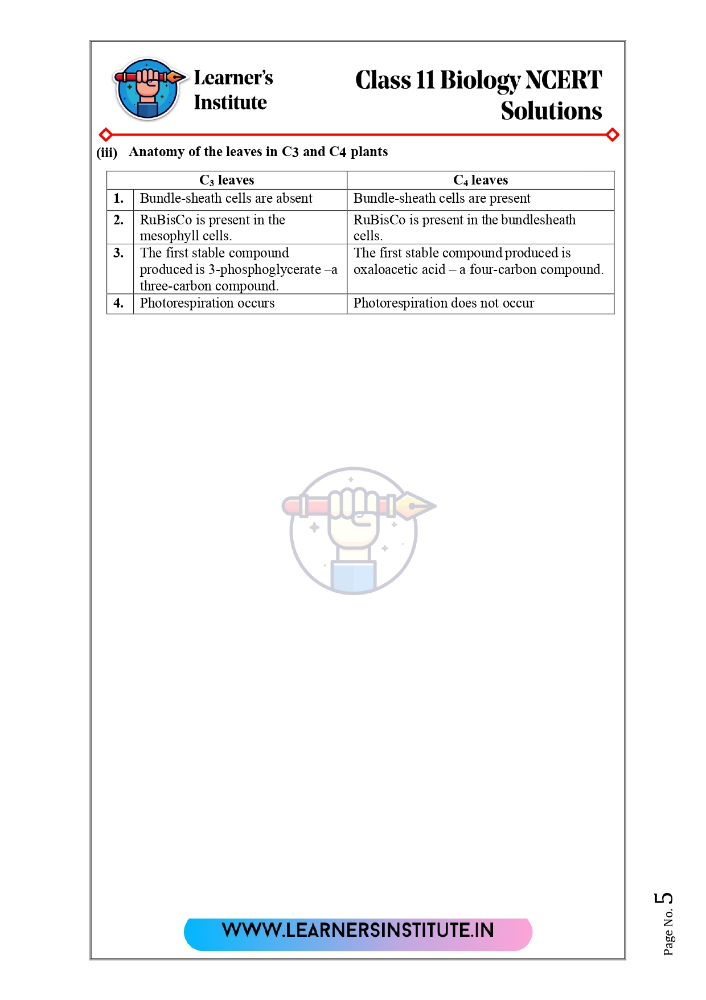 Learner's
Institute
Class 11 Biology NCERT
Solutions
(iii) Anatomy of the leaves in C3 and C4 plants
C₃ leaves C₄ leaves
1. Bundle-sheath cells are absent Bundle-sheath cells are present
2. RuBisCo is present in the RuBisCo is present in the bundlesheath
mesophyll cells. cells.
3. The first stable compound The first stable compound produced is
produced is 3-phosphoglycerate –a oxaloacetic acid – a four-carbon compound.
three-carbon compound.
4. Photorespiration occurs Photorespiration does not occur
WWW.LEARNERSINSTITUTE.IN
Page No. 5